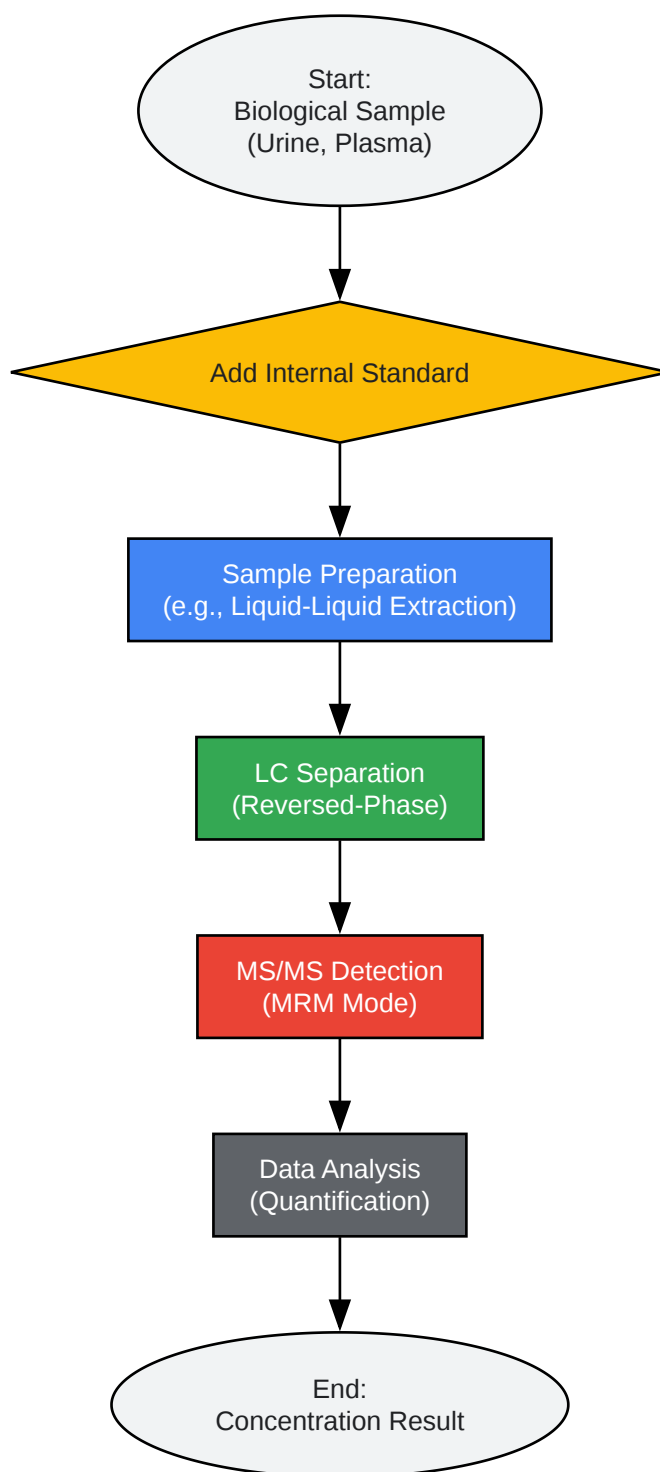 Start:
Biological Sample
(Urine, Plasma)
Add Internal Standard
Sample Preparation
(e.g., Liquid-Liquid Extraction)
LC Separation
(Reversed-Phase)
MS/MS Detection
(MRM Mode)
Data Analysis
(Quantification)
End:
Concentration Result